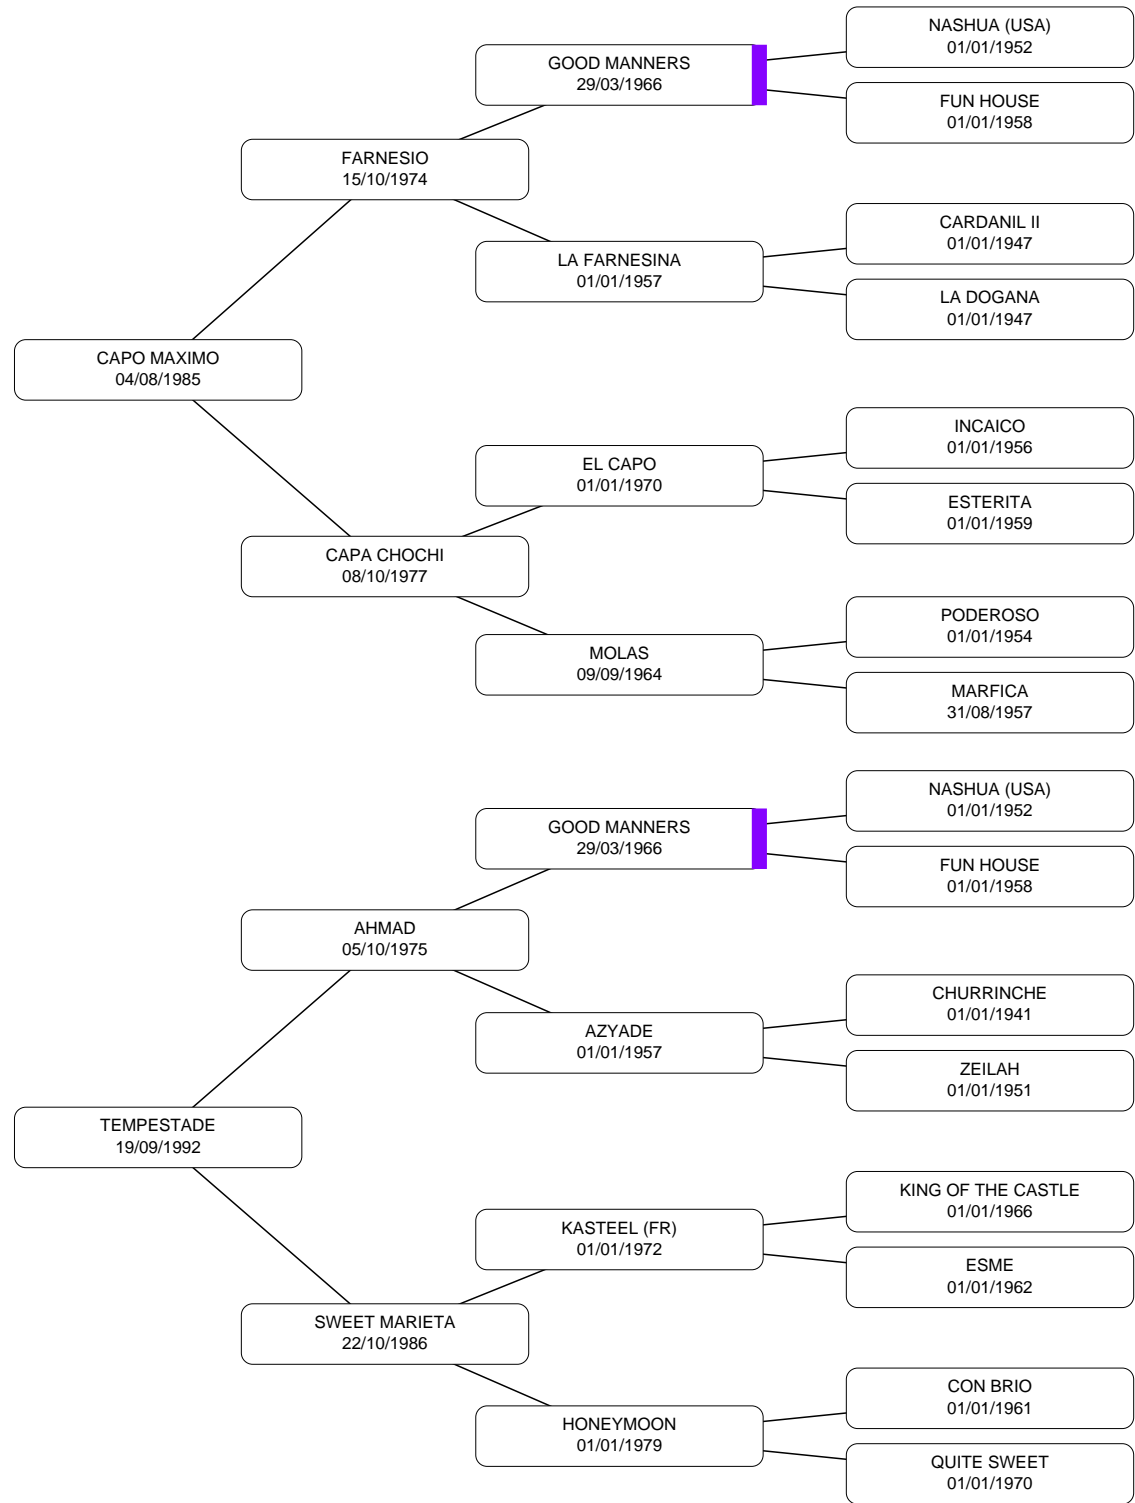 NASHUA (USA)
01/01/1952
GOOD MANNERS
29/03/1966
FUN HOUSE
01/01/1958
FARNESIO
15/10/1974
CARDANIL II
01/01/1947
LA FARNESINA
01/01/1957
LA DOGANA
01/01/1947
CAPO MAXIMO
04/08/1985
INCAICO
01/01/1956
EL CAPO
01/01/1970
ESTERITA
01/01/1959
CAPA CHOCHI
08/10/1977
PODEROSO
01/01/1954
MOLAS
09/09/1964
MARFICA
31/08/1957
NASHUA (USA)
01/01/1952
GOOD MANNERS
29/03/1966
FUN HOUSE
01/01/1958
AHMAD
05/10/1975
CHURRINCHE
01/01/1941
AZYADE
01/01/1957
ZEILAH
01/01/1951
TEMPESTADE
19/09/1992
KING OF THE CASTLE
01/01/1966
KASTEEL (FR)
01/01/1972
ESME
01/01/1962
SWEET MARIETA
22/10/1986
CON BRIO
01/01/1961
HONEYMOON
01/01/1979
QUITE SWEET
01/01/1970